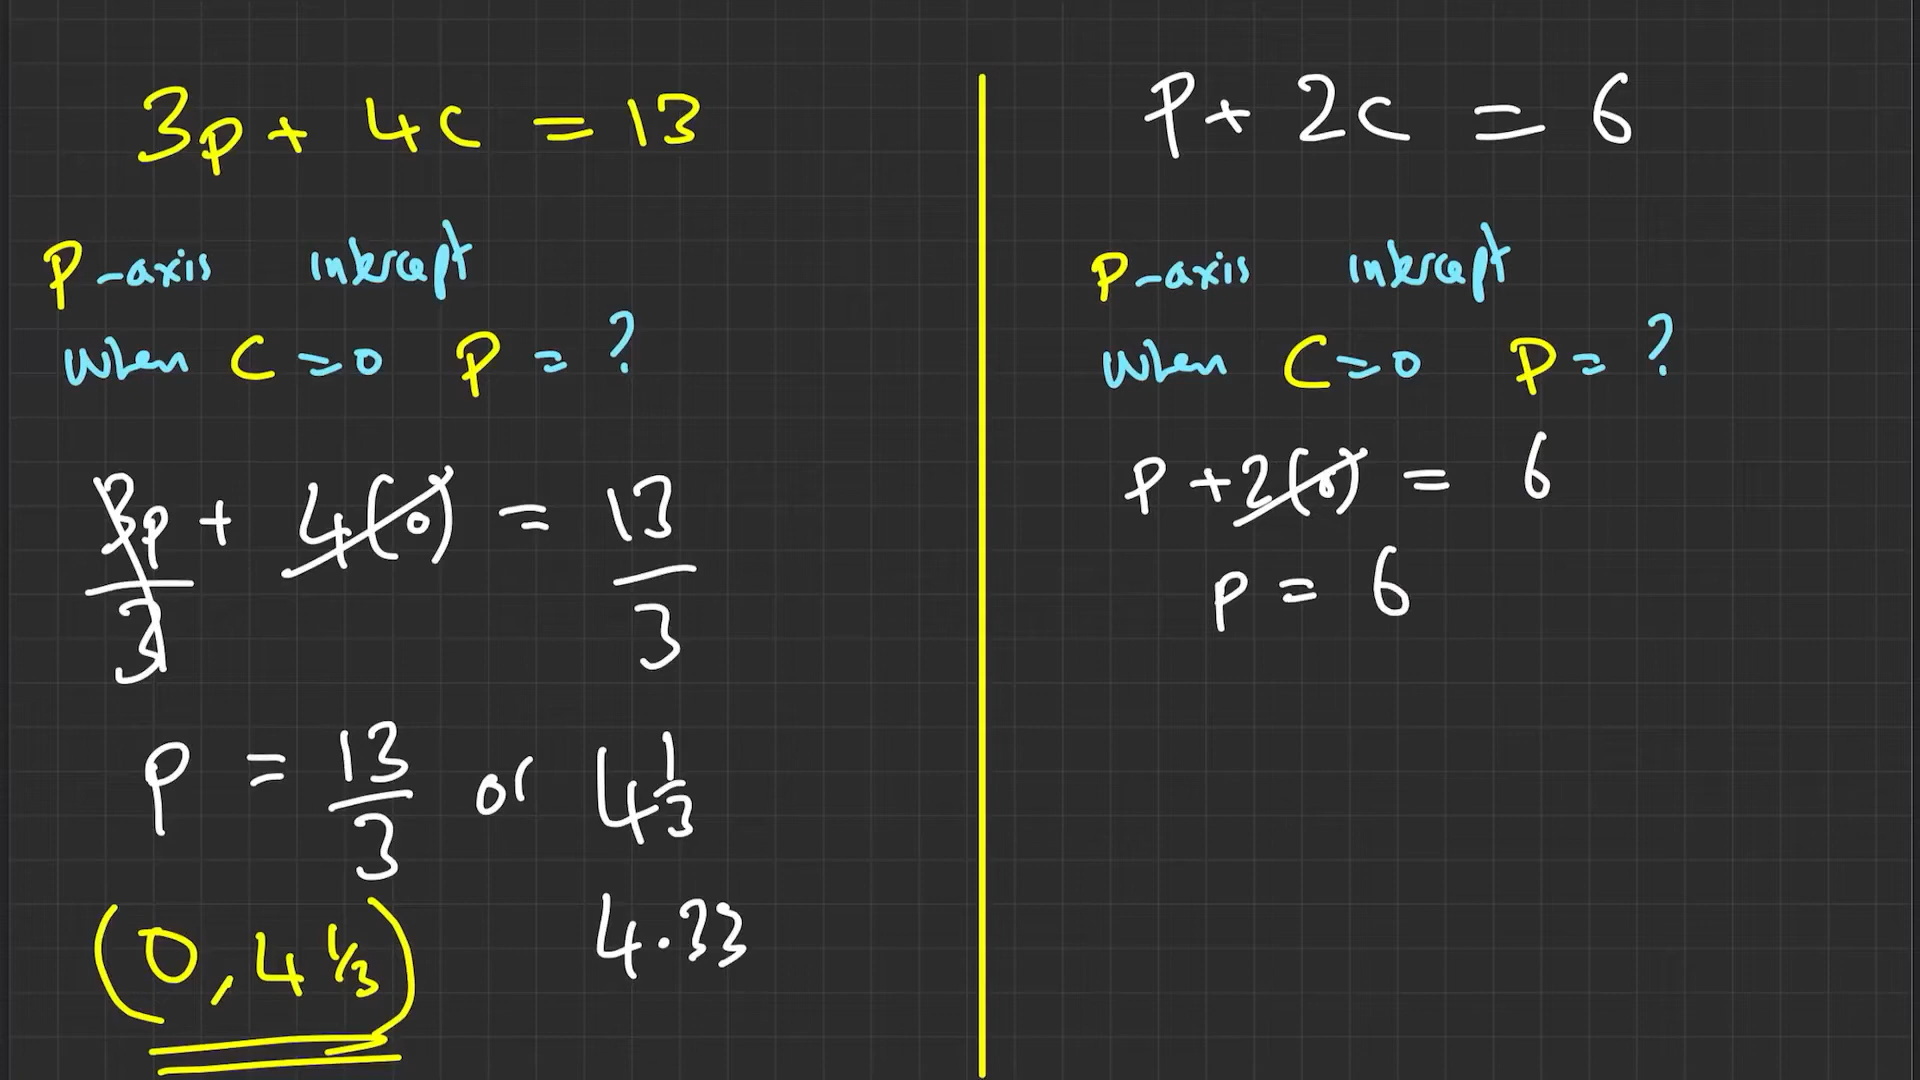 3p + 4c = 13
P-axis intercept
when C = 0 P = ?
3p/3 + 4(0) = 13/3
P = 13/3 or 4 1/3
4.33
(0, 4 1/3)
P + 2c = 6
P-axis intercept
when C = 0 P = ?
P + 2(0) = 6
P = 6